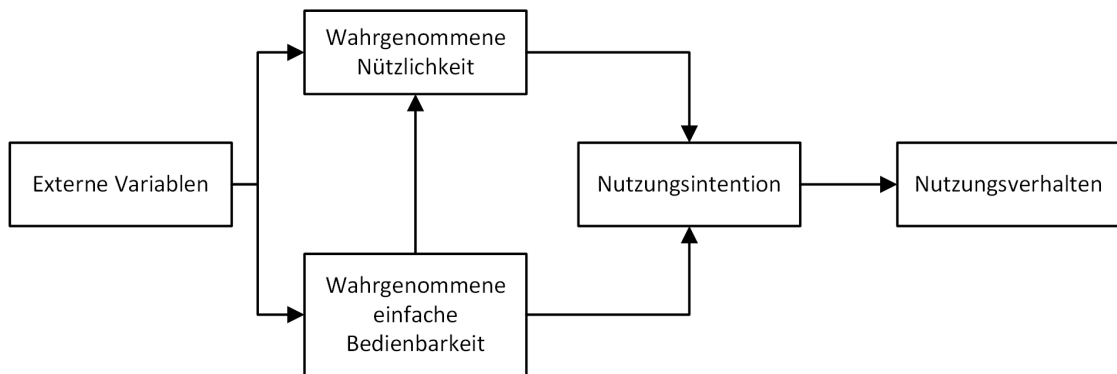 Wahrgenommene
Nützlichkeit
Externe Variablen
Nutzungsintention
Nutzungsverhalten
Wahrgenommene
einfache
Bedienbarkeit